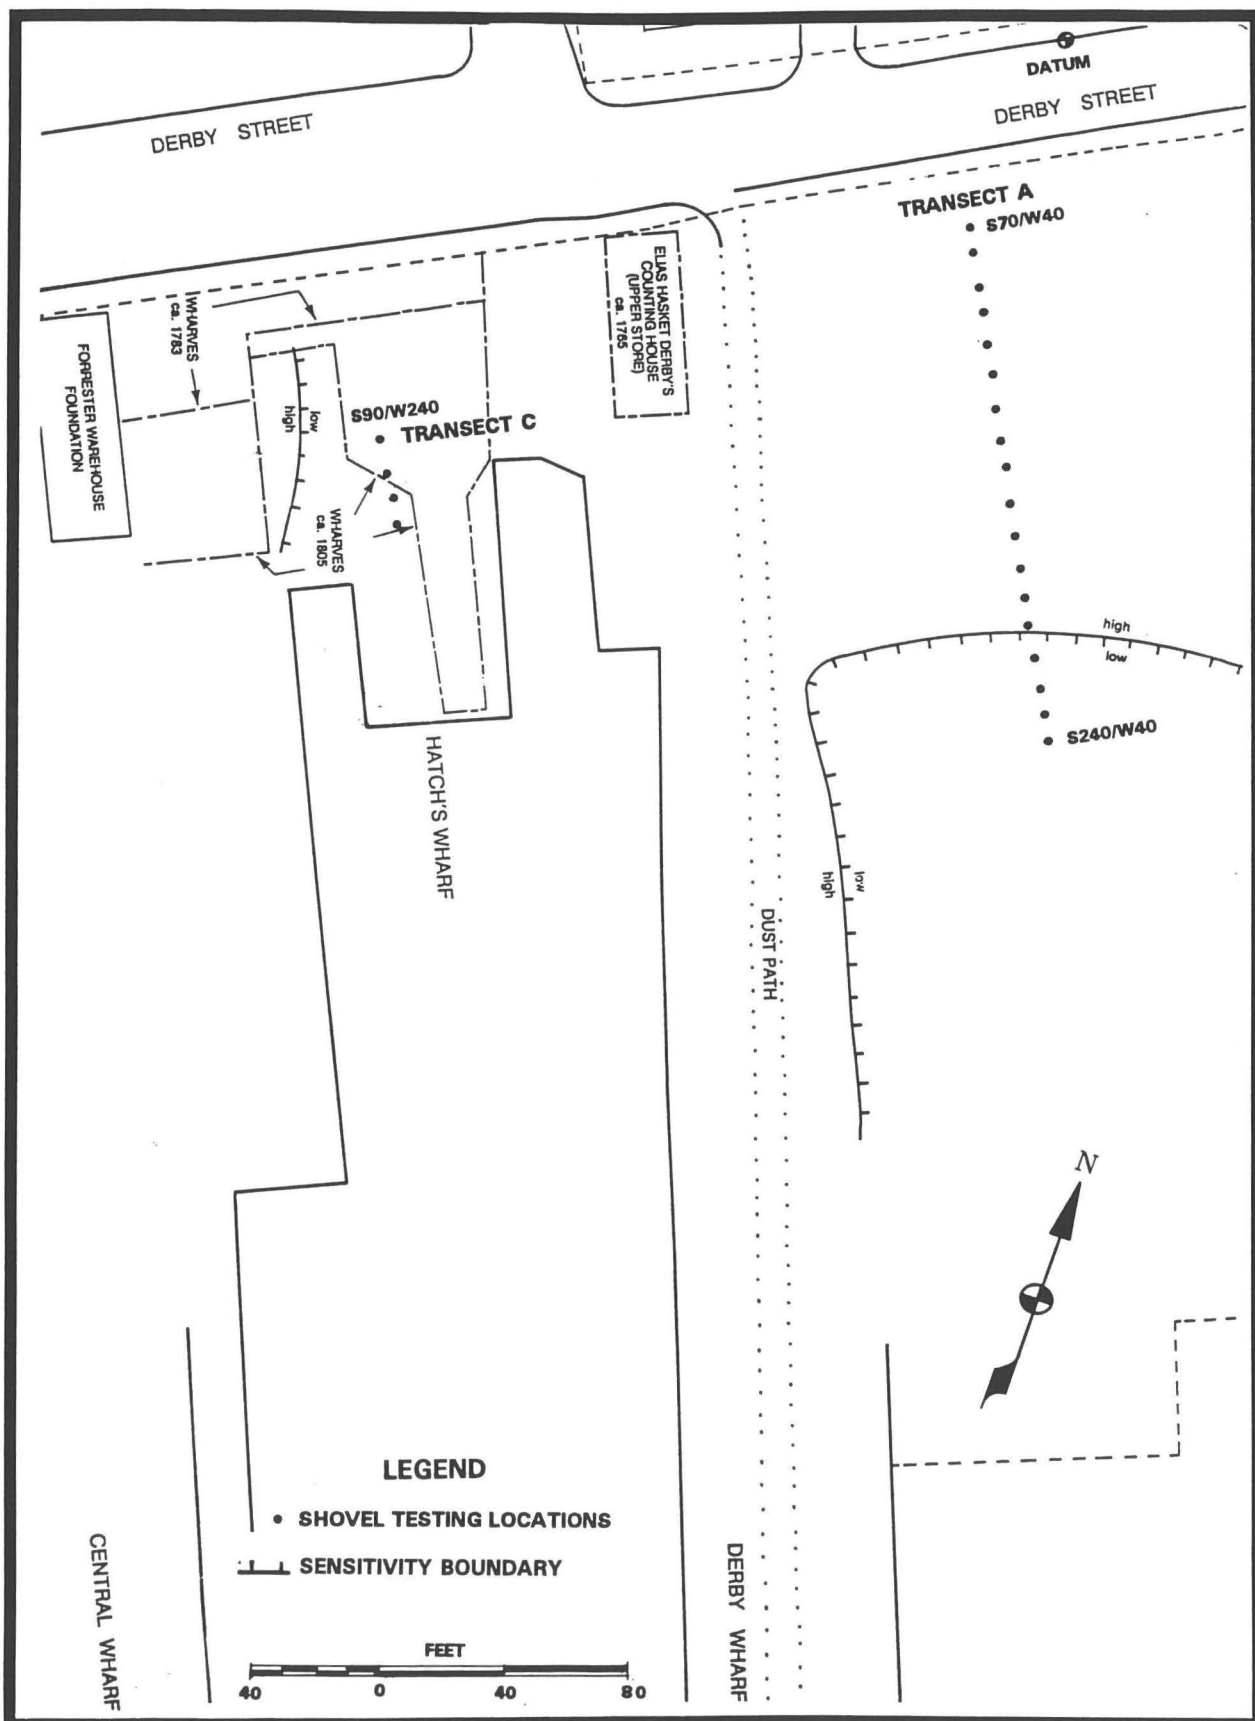 DATUM
DERBY STREET
DERBY STREET
TRANSECT A
S70/W40
ELIAS HASKET DERBY'S
COUNTING HOUSE
(UPPER STORE)
ca. 1765
WHARVES
ca. 1783
FORRESTER WAREHOUSE
FOUNDATION
low
high
S90/W240
TRANSECT C
WHARVES
ca. 1805
high
low
S240/W40
HATCH'S WHARF
low
high
DUST PATH
N
LEGEND
SHOVEL TESTING LOCATIONS
SENSITIVITY BOUNDARY
CENTRAL WHARF
DERBY WHARF
FEET
40 0 40 80